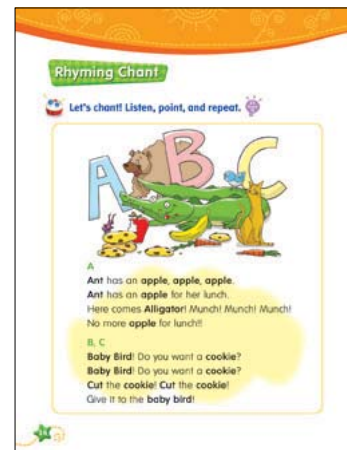 Rhyming Chant
Let's chant! Listen, point, and repeat.
A B C
A
Ant has an apple, apple, apple.
Ant has an apple for her lunch.
Here comes Alligator! Munch! Munch! Munch!
No more apple for lunch!!
B, C
Baby Bird! Do you want a cookie?
Baby Bird! Do you want a cookie?
Cut the cookie! Cut the cookie!
Give it to the baby bird!